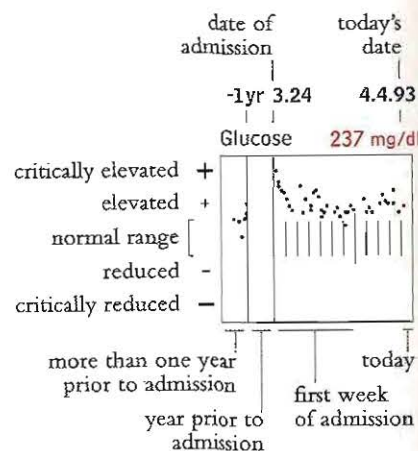 date of
admission
today's
date
-1yr 3.24 4.4.93
Glucose 237 mg/dl
critically elevated +
elevated +
normal range
reduced -
critically reduced -
more than one year
prior to admission
year prior to
admission
first week
of admission
today